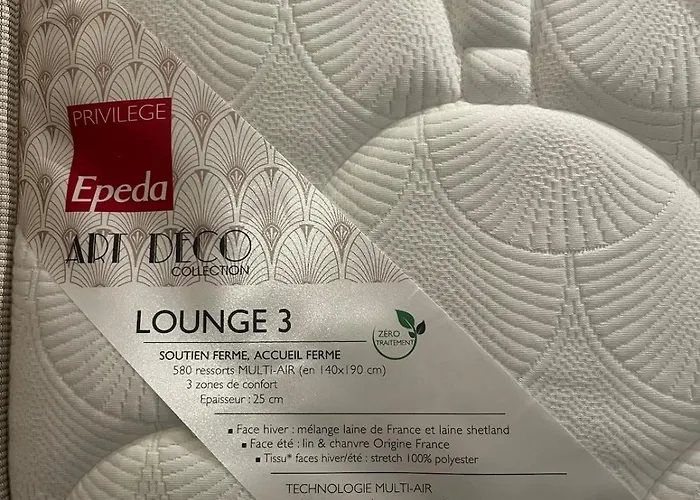 PRIVILEGE
Epeda
ART DÉCO
COLLECTION
LOUNGE 3
ZÉRO
TRAITEMENT
SOUTIEN FERME, ACCUEIL FERME
580 ressorts MULTI-AIR (en 140x190 cm)
3 zones de confort
Epaisseur : 25 cm
▪ Face hiver : mélange laine de France et laine shetland
▪ Face été : lin & chanvre Origine France
▪ Tissu* faces hiver/été : stretch 100% polyester
TECHNOLOGIE MULTI-AIR